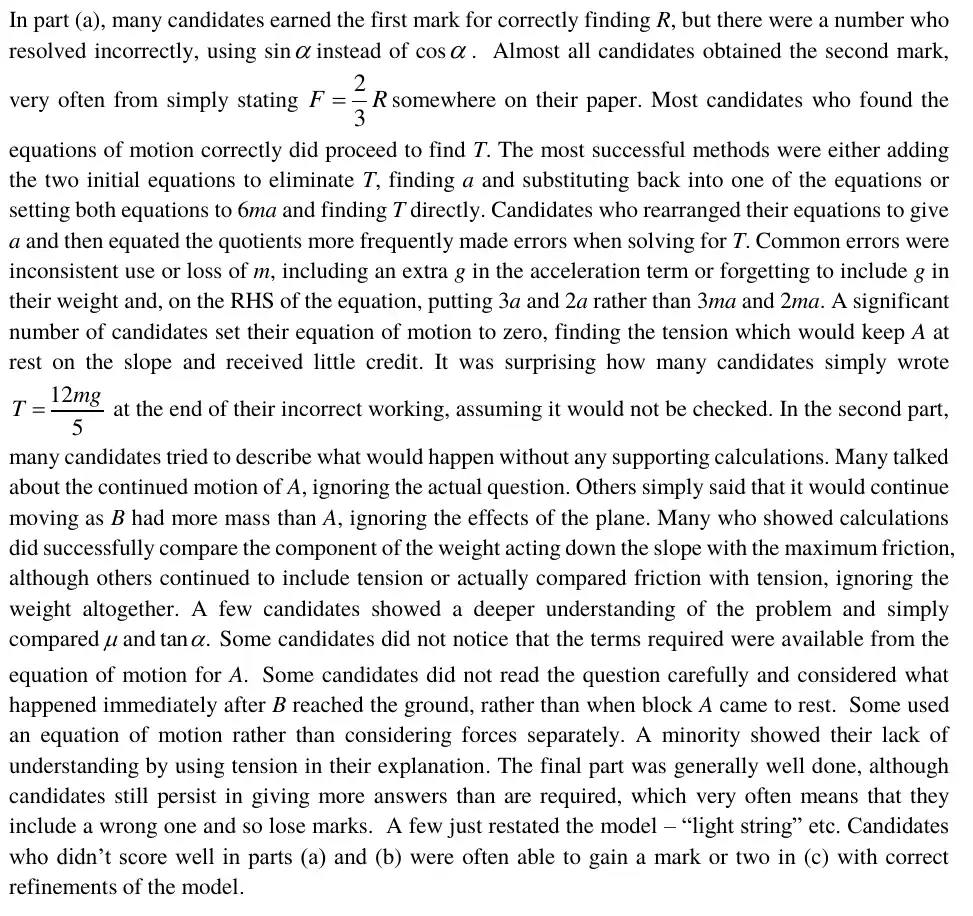 In part (a), many candidates earned the first mark for correctly finding R, but there were a number who
resolved incorrectly, using sin α instead of cos α . Almost all candidates obtained the second mark,
very often from simply stating F = 2/3 R somewhere on their paper. Most candidates who found the
equations of motion correctly did proceed to find T. The most successful methods were either adding
the two initial equations to eliminate T, finding a and substituting back into one of the equations or
setting both equations to 6ma and finding T directly. Candidates who rearranged their equations to give
a and then equated the quotients more frequently made errors when solving for T. Common errors were
inconsistent use or loss of m, including an extra g in the acceleration term or forgetting to include g in
their weight and, on the RHS of the equation, putting 3a and 2a rather than 3ma and 2ma. A significant
number of candidates set their equation of motion to zero, finding the tension which would keep A at
rest on the slope and received little credit. It was surprising how many candidates simply wrote
T = 12mg/5 at the end of their incorrect working, assuming it would not be checked. In the second part,
many candidates tried to describe what would happen without any supporting calculations. Many talked
about the continued motion of A, ignoring the actual question. Others simply said that it would continue
moving as B had more mass than A, ignoring the effects of the plane. Many who showed calculations
did successfully compare the component of the weight acting down the slope with the maximum friction,
although others continued to include tension or actually compared friction with tension, ignoring the
weight altogether. A few candidates showed a deeper understanding of the problem and simply
compared μ and tan α. Some candidates did not notice that the terms required were available from the
equation of motion for A. Some candidates did not read the question carefully and considered what
happened immediately after B reached the ground, rather than when block A came to rest. Some used
an equation of motion rather than considering forces separately. A minority showed their lack of
understanding by using tension in their explanation. The final part was generally well done, although
candidates still persist in giving more answers than are required, which very often means that they
include a wrong one and so lose marks. A few just restated the model – “light string” etc. Candidates
who didn’t score well in parts (a) and (b) were often able to gain a mark or two in (c) with correct
refinements of the model.